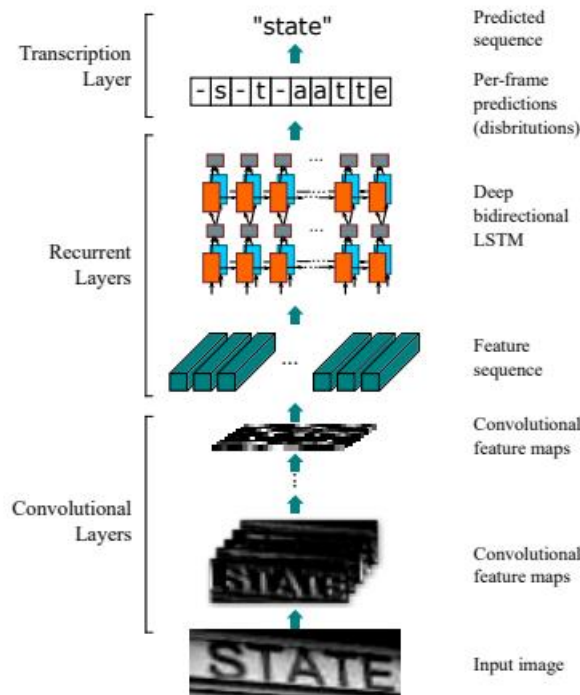 "state"
Predicted
sequence
Transcription
Layer
-s-t-aatte
Per-frame
predictions
(disbritutions)
...
Deep
bidirectional
LSTM
Recurrent
Layers
...
Feature
sequence
Convolutional
feature maps
Convolutional
Layers
STATE
Convolutional
feature maps
STATE
Input image